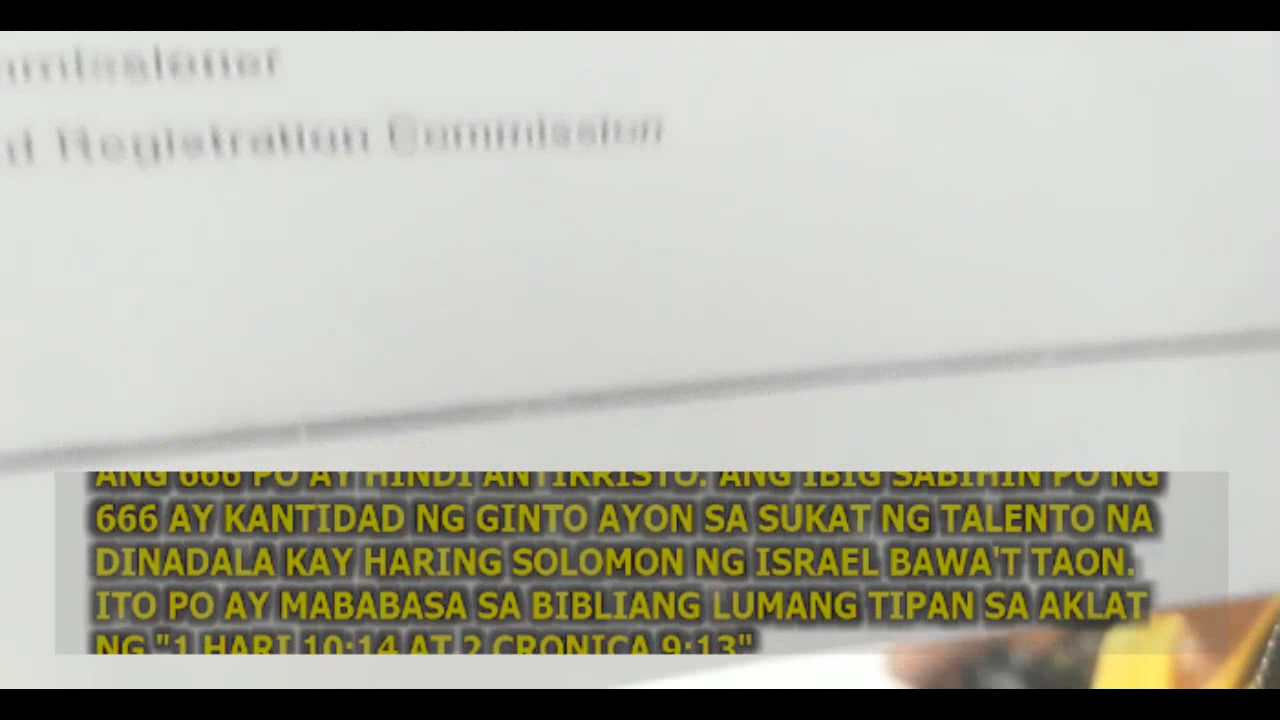 Registration Commission
ANG 666 PO AY HINDI ANTIKRISTO. ANG IBIG SABIHIN PO NG
666 AY KANTIDAD NG GINTO AYON SA SUKAT NG TALENTO NA
DINADALA KAY HARING SOLOMON NG ISRAEL BAWA'T TAON.
ITO PO AY MABABASA SA BIBLIANG LUMANG TIPAN SA AKLAT
NG "1 HARI 10:14 AT 2 CRONICA 9:13"